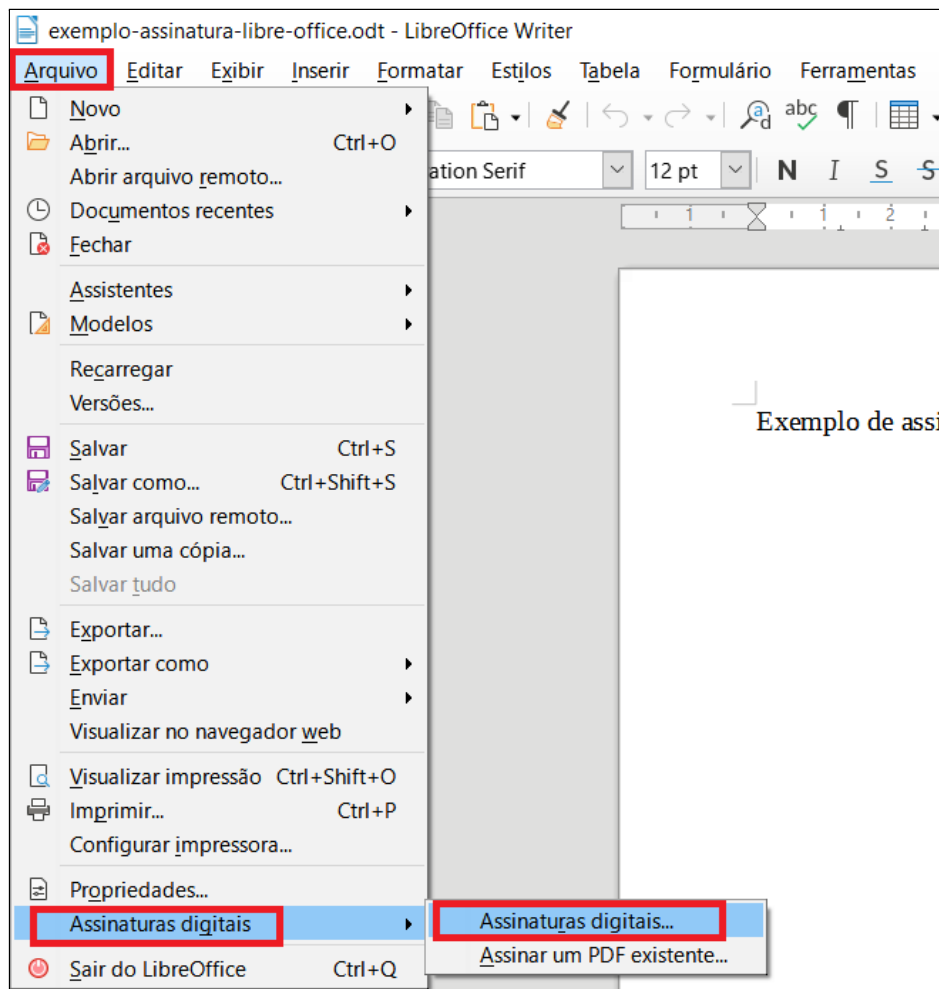 exemplo-assinatura-libre-office.odt - LibreOffice Writer
Arquivo Editar Exibir Inserir Formatar Estilos Tabela Formulário Ferramentas
Novo
Abrir... Ctrl+O
Abrir arquivo remoto...
Documentos recentes
Fechar
Assistentes
Modelos
Recarregar
Versões...
Salvar Ctrl+S
Salvar como... Ctrl+Shift+S
Salvar arquivo remoto...
Salvar uma cópia...
Salvar tudo
Exportar...
Exportar como
Enviar
Visualizar no navegador web
Visualizar impressão Ctrl+Shift+O
Imprimir... Ctrl+P
Configurar impressora...
Propriedades...
Assinaturas digitais
Sair do LibreOffice Ctrl+Q
Assinaturas digitais...
Assinar um PDF existente...
abc
ation Serif 12 pt N I S S
1 1 2
Exemplo de assi